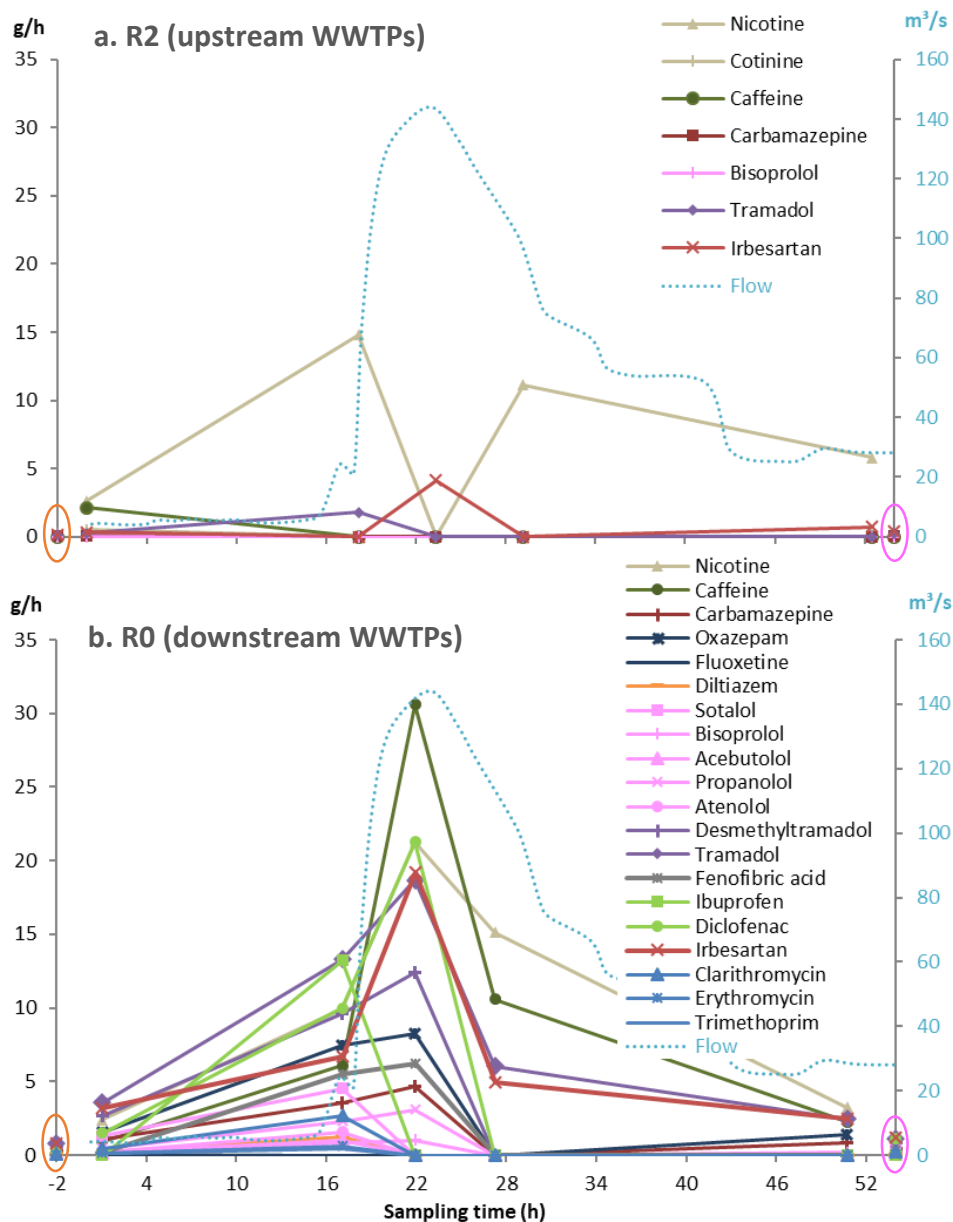 g/h
a. R2 (upstream WWTPs)
m³/s
35
30
25
20
15
10
5
0
160
140
120
100
80
60
40
20
0
Nicotine
Cotinine
Caffeine
Carbamazepine
Bisoprolol
Tramadol
Irbesartan
Flow
g/h
b. R0 (downstream WWTPs)
m³/s
35
30
25
20
15
10
5
0
160
140
120
100
80
60
40
20
0
Nicotine
Caffeine
Carbamazepine
Oxazepam
Fluoxetine
Diltiazem
Sotalol
Bisoprolol
Acebutolol
Propanolol
Atenolol
Desmethyltramadol
Tramadol
Fenofibric acid
Ibuprofen
Diclofenac
Irbesartan
Clarithromycin
Erythromycin
Trimethoprim
Flow
-2 4 10 16 22 28 34 40 46 52
Sampling time (h)